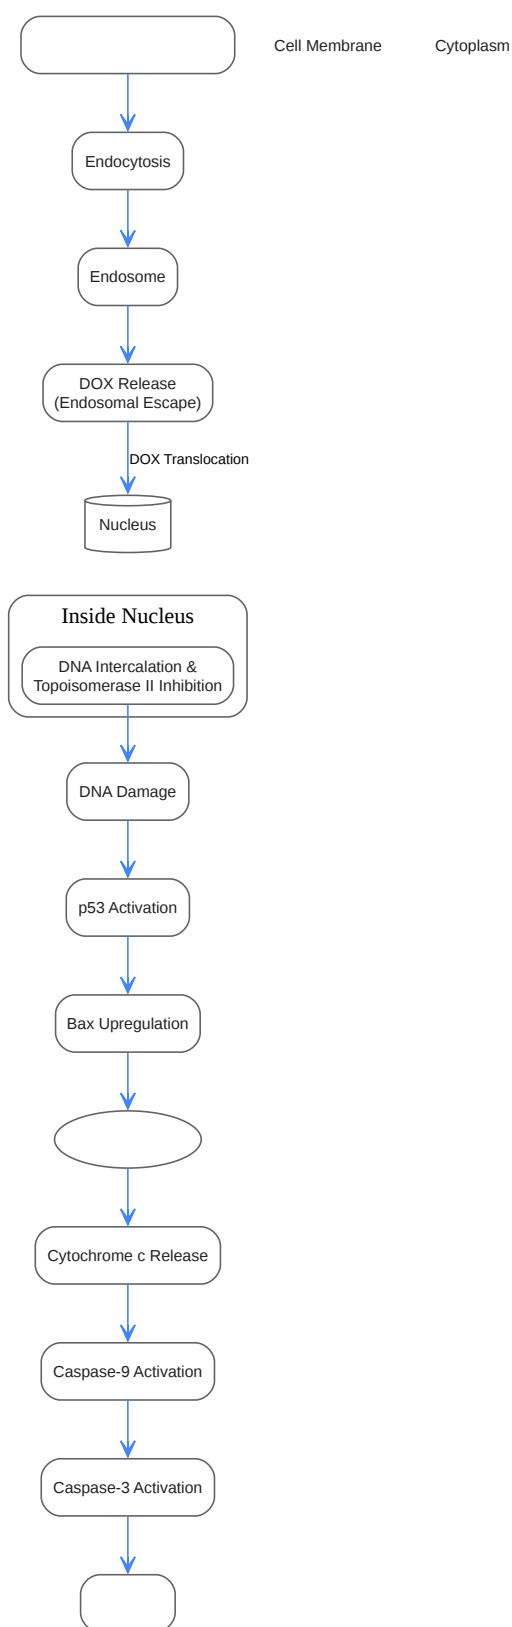 Cell Membrane
Cytoplasm
Endocytosis
Endosome
DOX Release
(Endosomal Escape)
DOX Translocation
Nucleus
Inside Nucleus
DNA Intercalation &
Topoisomerase II Inhibition
DNA Damage
p53 Activation
Bax Upregulation
Cytochrome c Release
Caspase-9 Activation
Caspase-3 Activation